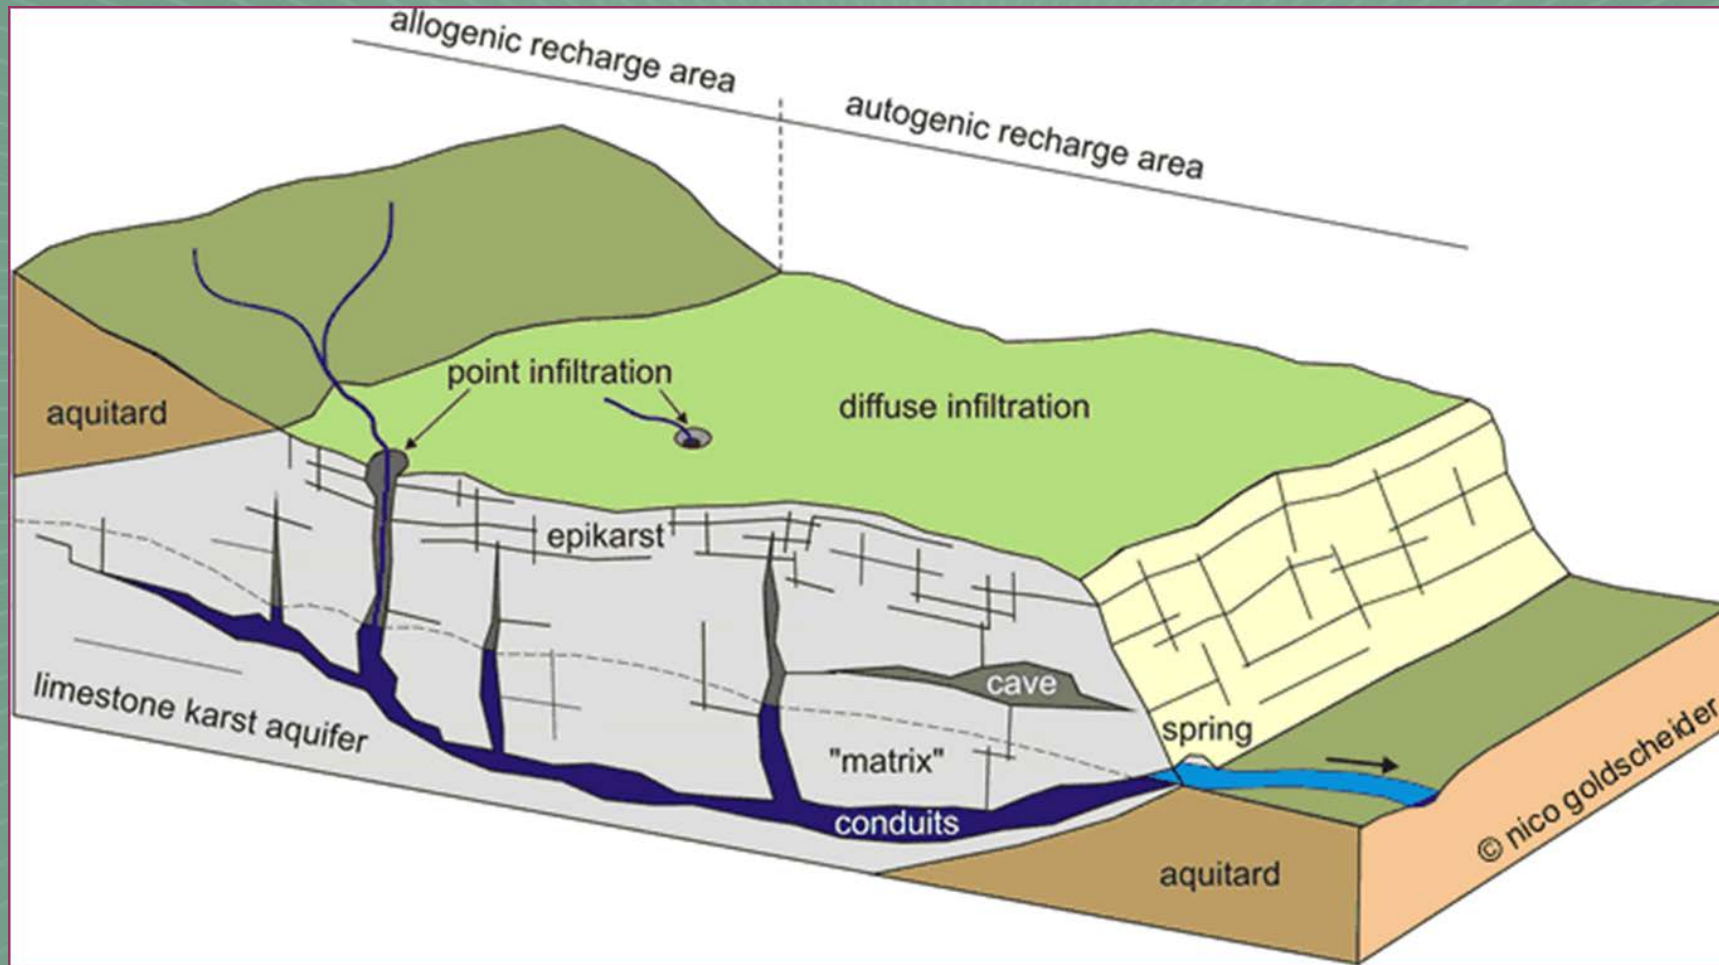 allogenic recharge area
autogenic recharge area
point infiltration
diffuse infiltration
aquitard
epikarst
cave
limestone karst aquifer
spring
"matrix"
conduits
aquitard
© nico goldscheider